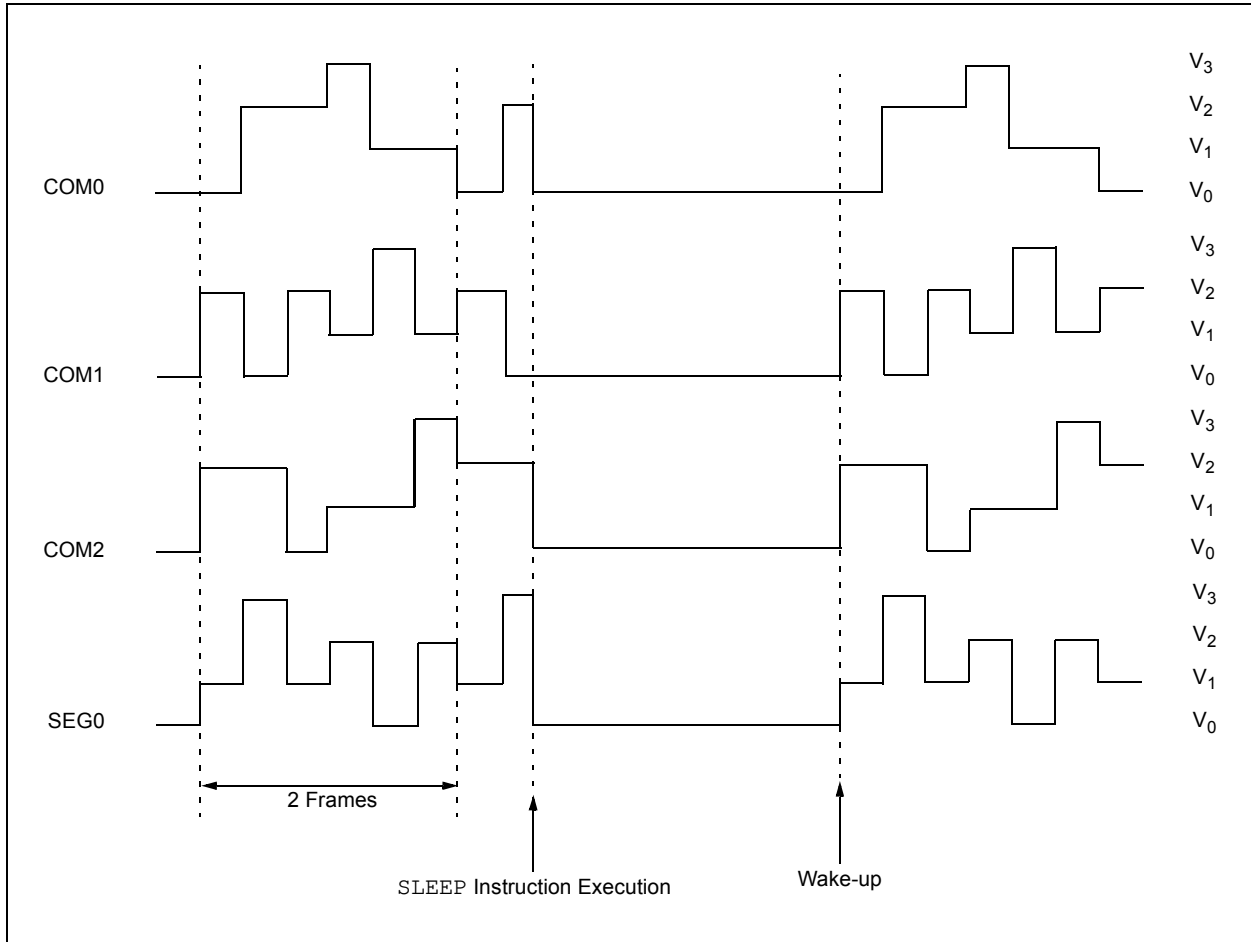 V3
V2
V1
COM0
V0
V3
V2
V1
COM1
V0
V3
V2
V1
COM2
V0
V3
V2
V1
SEG0
V0
2 Frames
SLEEP Instruction Execution
Wake-up